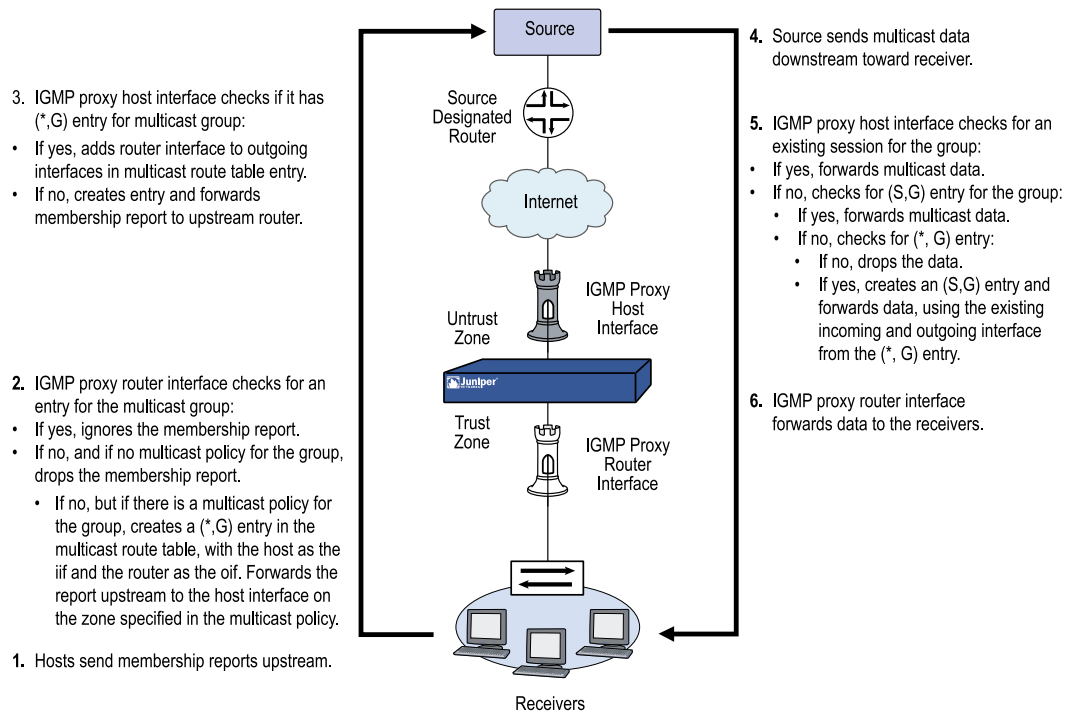 Source
Source
Designated
Router
Internet
IGMP Proxy
Host
Interface
Untrust
Zone
Juniper
NETWORKS
Trust
Zone
IGMP Proxy
Router
Interface
Receivers
3. IGMP proxy host interface checks if it has
(*,G) entry for multicast group:
• If yes, adds router interface to outgoing
interfaces in multicast route table entry.
• If no, creates entry and forwards
membership report to upstream router.
2. IGMP proxy router interface checks for an
entry for the multicast group:
• If yes, ignores the membership report.
• If no, and if no multicast policy for the group,
drops the membership report.
• If no, but if there is a multicast policy for
the group, creates a (*,G) entry in the
multicast route table, with the host as the
iif and the router as the oif. Forwards the
report upstream to the host interface on
the zone specified in the multicast policy.
1. Hosts send membership reports upstream.
4. Source sends multicast data
downstream toward receiver.
5. IGMP proxy host interface checks for an
existing session for the group:
• If yes, forwards multicast data.
• If no, checks for (S,G) entry for the group:
• If yes, forwards multicast data.
• If no, checks for (*, G) entry:
• If no, drops the data.
• If yes, creates an (S,G) entry and
forwards data, using the existing
incoming and outgoing interface
from the (*, G) entry.
6. IGMP proxy router interface
forwards data to the receivers.